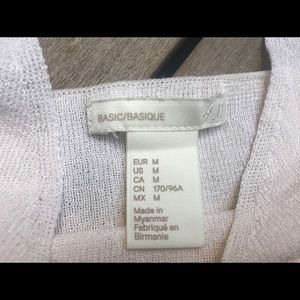 BASIC/BASIQUE
EUR M
US M
CA M
CN 170/96A
MX M
Made in
Myanmar
Fabriqué en
Birmanie